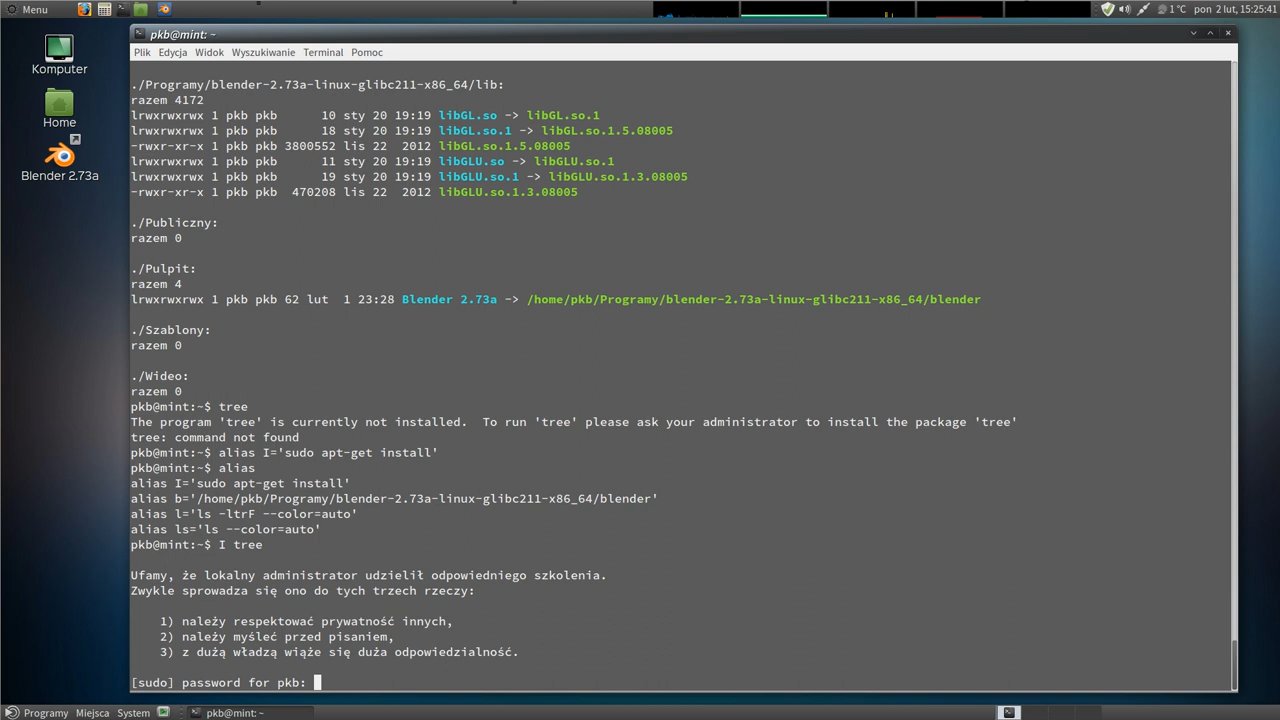 Menu
1 °C pon 2 lut, 15:25:41
pkb@mint: ~
Plik Edycja Widok Wyszukiwanie Terminal Pomoc
Komputer
Home
Blender 2.73a
./Programy/blender-2.73a-linux-glibc211-x86_64/lib:
razem 4172
lrwxrwxrwx 1 pkb pkb      10 sty 20 19:19 libGL.so -> libGL.so.1
lrwxrwxrwx 1 pkb pkb      18 sty 20 19:19 libGL.so.1 -> libGL.so.1.5.08005
-rwxr-xr-x 1 pkb pkb 3800552 lis 22  2012 libGL.so.1.5.08005
lrwxrwxrwx 1 pkb pkb      11 sty 20 19:19 libGLU.so -> libGLU.so.1
lrwxrwxrwx 1 pkb pkb      19 sty 20 19:19 libGLU.so.1 -> libGLU.so.1.3.08005
-rwxr-xr-x 1 pkb pkb  470208 lis 22  2012 libGLU.so.1.3.08005
./Publiczny:
razem 0
./Pulpit:
razem 4
lrwxrwxrwx 1 pkb pkb 62 lut  1 23:28 Blender 2.73a -> /home/pkb/Programy/blender-2.73a-linux-glibc211-x86_64/blender
./Szablony:
razem 0
./Wideo:
razem 0
pkb@mint:~$ tree
The program 'tree' is currently not installed.  To run 'tree' please ask your administrator to install the package 'tree'
tree: command not found
pkb@mint:~$ alias I='sudo apt-get install'
pkb@mint:~$ alias
alias I='sudo apt-get install'
alias b='/home/pkb/Programy/blender-2.73a-linux-glibc211-x86_64/blender'
alias l='ls -ltrF --color=auto'
alias ls='ls --color=auto'
pkb@mint:~$ I tree
Ufamy, że lokalny administrator udzielił odpowiedniego szkolenia.
Zwykle sprowadza się ono do tych trzech rzeczy:
1) należy respektować prywatność innych,
2) należy myśleć przed pisaniem,
3) z dużą władzą wiąże się duża odpowiedzialność.
[sudo] password for pkb:
Programy Miejsca System pkb@mint: ~